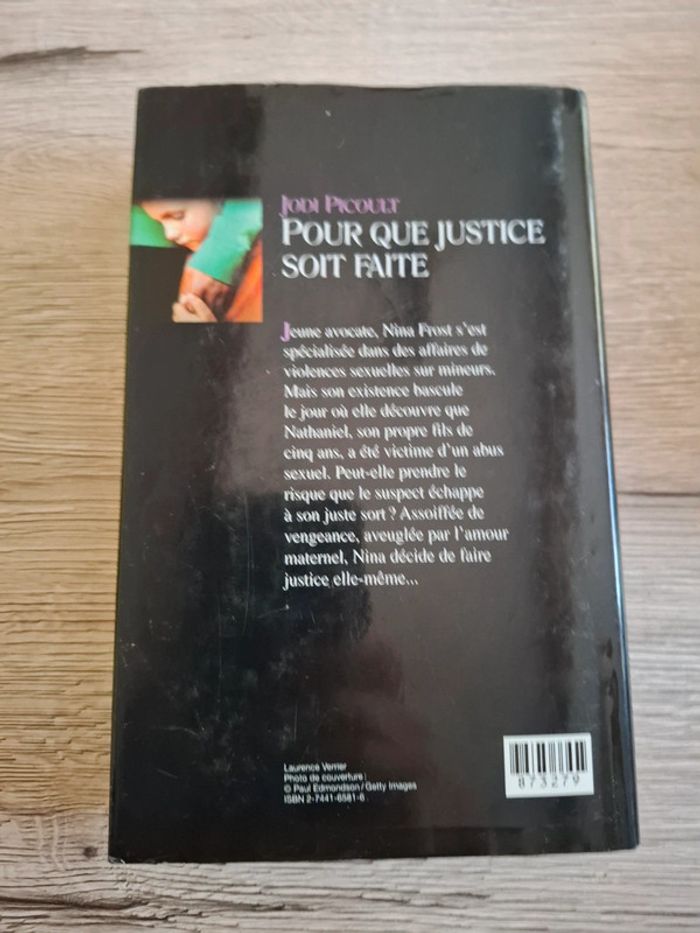 JODI PICOULT
POUR QUE JUSTICE
SOIT FAITE
Jeune avocate, Nina Frost s'est
spécialisée dans des affaires de
violences sexuelles sur mineurs.
Mais son existence bascule
le jour où elle découvre que
Nathaniel, son propre fils de
cinq ans, a été victime d'un abus
sexuel. Peut-elle prendre le
risque que le suspect échappe
à son juste sort ? Assoiffée de
vengeance, aveuglée par l'amour
maternel, Nina décide de faire
justice elle-même...
Laurence Verrier
Photo de couverture :
© Paul Edmondson / Getty Images
ISBN 2-7441-6581-6
873279